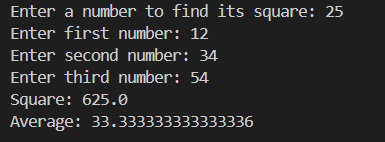 Enter a number to find its square: 25
Enter first number: 12
Enter second number: 34
Enter third number: 54
Square: 625.0
Average: 33.333333333333336